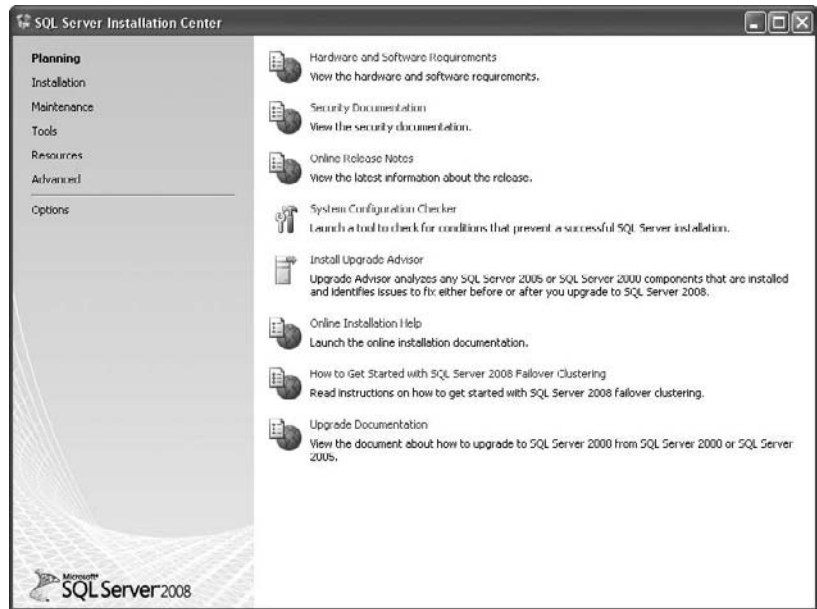 SQL Server Installation Center
Planning
Installation
Maintenance
Tools
Resources
Advanced
Options
Hardware and Software Requirements
View the hardware and software requirements.
Security Documentation
View the security documentation.
Online Release Notes
View the latest information about the release.
System Configuration Checker
Launch a tool to check for conditions that prevent a successful SQL Server installation.
Install Upgrade Advisor
Upgrade Advisor analyzes any SQL Server 2005 or SQL Server 2000 components that are installed
and identifies issues to fix either before or after you upgrade to SQL Server 2008.
Online Installation Help
Launch the online installation documentation.
How to Get Started with SQL Server 2008 Failover Clustering
Read instructions on how to get started with SQL Server 2008 failover clustering.
Upgrade Documentation
View the document about how to upgrade to SQL Server 2000 from SQL Server 2000 or SQL Server
2005.
Microsoft
SQL Server 2008